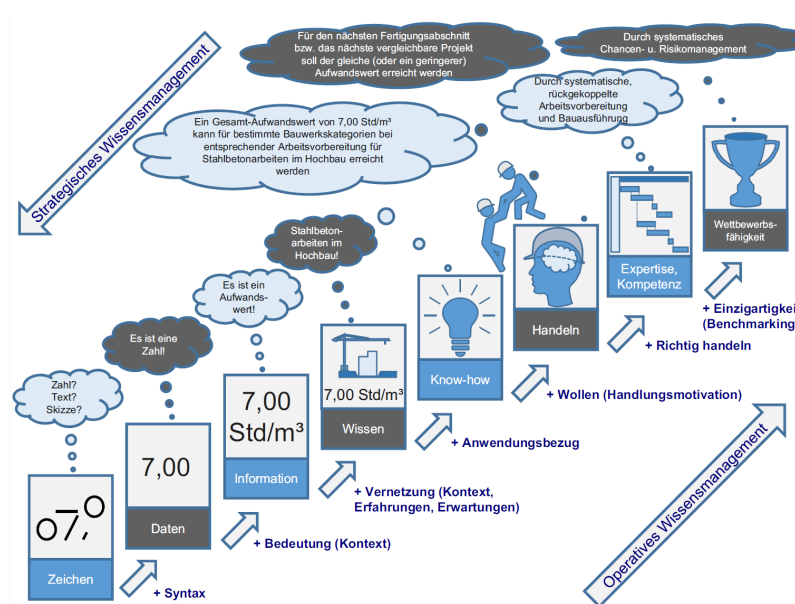 Für den nächsten Fertigungsabschnitt
bzw. das nächste vergleichbare Projekt
soll der gleiche (oder ein geringerer)
Aufwandswert erreicht werden
Durch systematisches
Chancen- u. Risikomanagement
Durch systematische,
rückgekoppelte
Arbeitsvorbereitung
und Bauausführung
Ein Gesamt-Aufwandswert von 7,00 Std/m³
kann für bestimmte Bauwerkskategorien bei
entsprechender Arbeitsvorbereitung für
Stahlbetonarbeiten im Hochbau erreicht
werden
Strategisches Wissensmanagement
Stahlbeton-
arbeiten im
Hochbau!
Es ist ein
Aufwands-
wert!
Es ist eine
Zahl!
Zahl?
Text?
Skizze?
Wettbewerbs-
fähigkeit
Expertise,
Kompetenz
Handeln
Know-how
7,00 Std/m³
Wissen
7,00
Std/m³
Information
7,00
Daten
07,0
Zeichen
+ Einzigartigkei
(Benchmarking
+ Richtig handeln
+ Wollen (Handlungsmotivation)
+ Anwendungsbezug
+ Vernetzung (Kontext,
Erfahrungen, Erwartungen)
+ Bedeutung (Kontext)
+ Syntax
Operatives Wissensmanagement